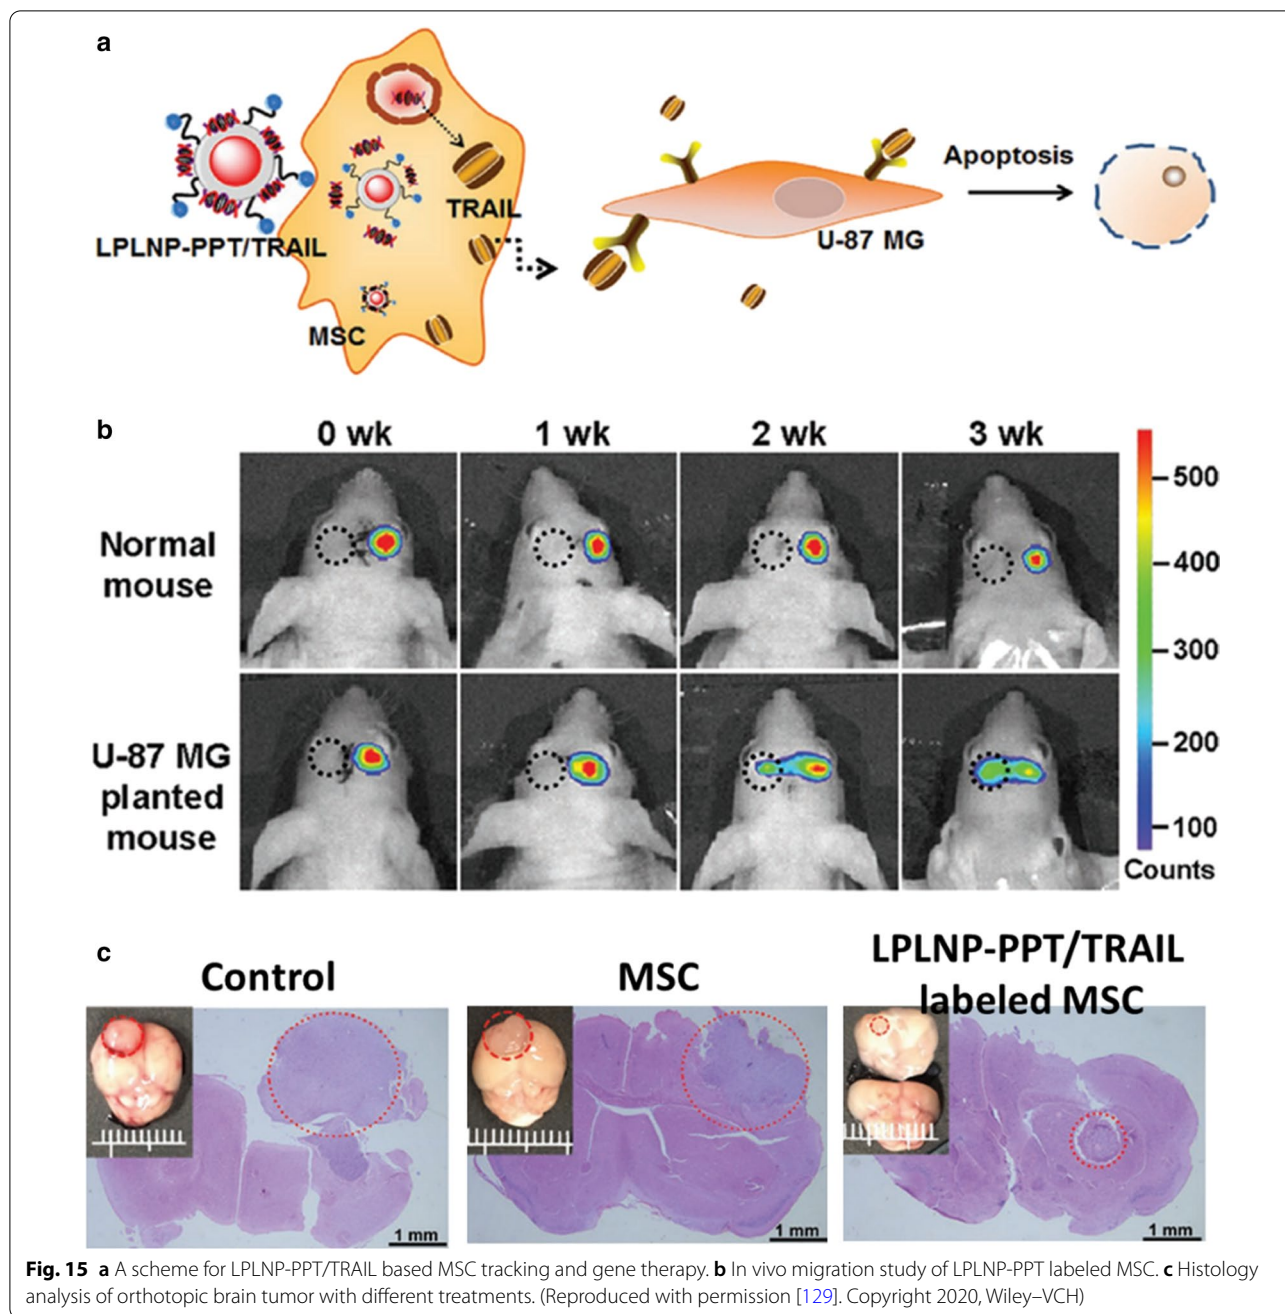 a
LPLNP-PPT/TRAIL
TRAIL
MSC
U-87 MG
Apoptosis
b
0 wk
1 wk
2 wk
3 wk
Normal
mouse
U-87 MG
planted
mouse
500
400
300
200
100
Counts
c
Control
MSC
LPLNP-PPT/TRAIL
labeled MSC
1 mm
1 mm
1 mm
Fig. 15 a A scheme for LPLNP-PPT/TRAIL based MSC tracking and gene therapy. b In vivo migration study of LPLNP-PPT labeled MSC. c Histology
analysis of orthotopic brain tumor with different treatments. (Reproduced with permission [129]. Copyright 2020, Wiley–VCH)